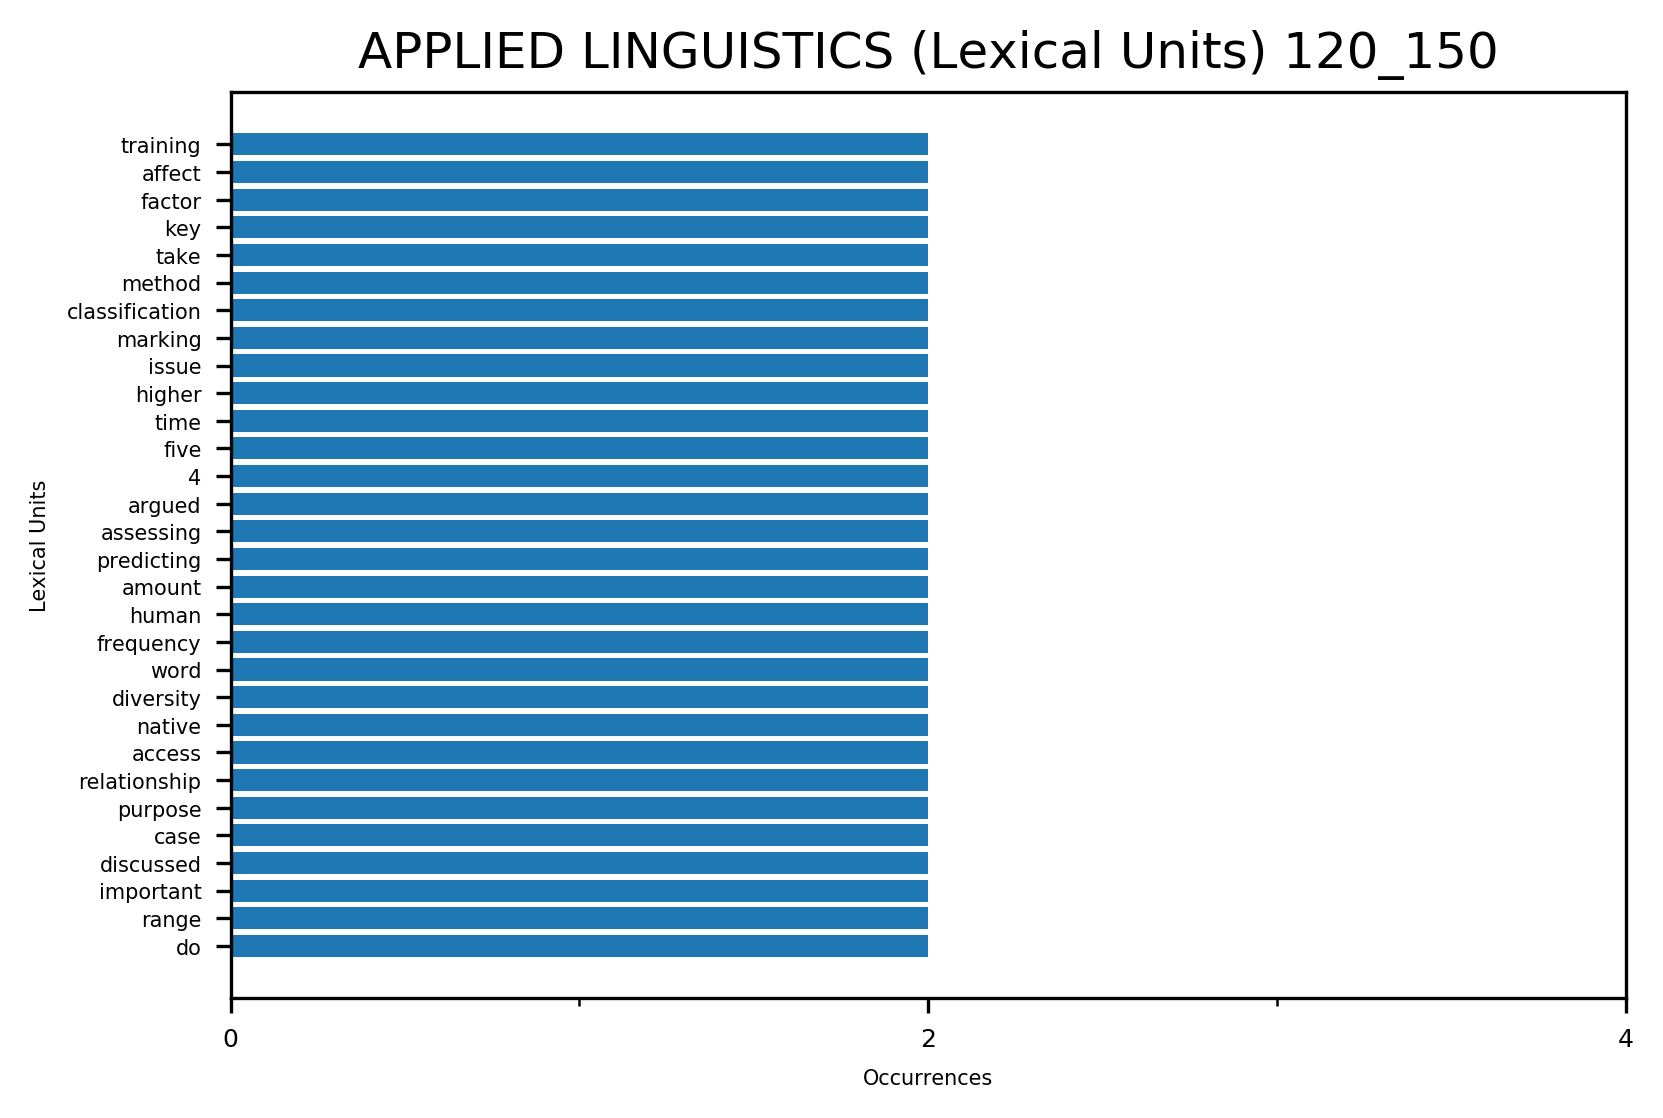 APPLIED LINGUISTICS (Lexical Units) 120_150
training
affect
factor
key
take
method
classification
marking
issue
higher
time
five
4
argued
assessing
predicting
amount
human
frequency
word
diversity
native
access
relationship
purpose
case
discussed
important
range
do
Lexical Units
0 2 4
Occurrences